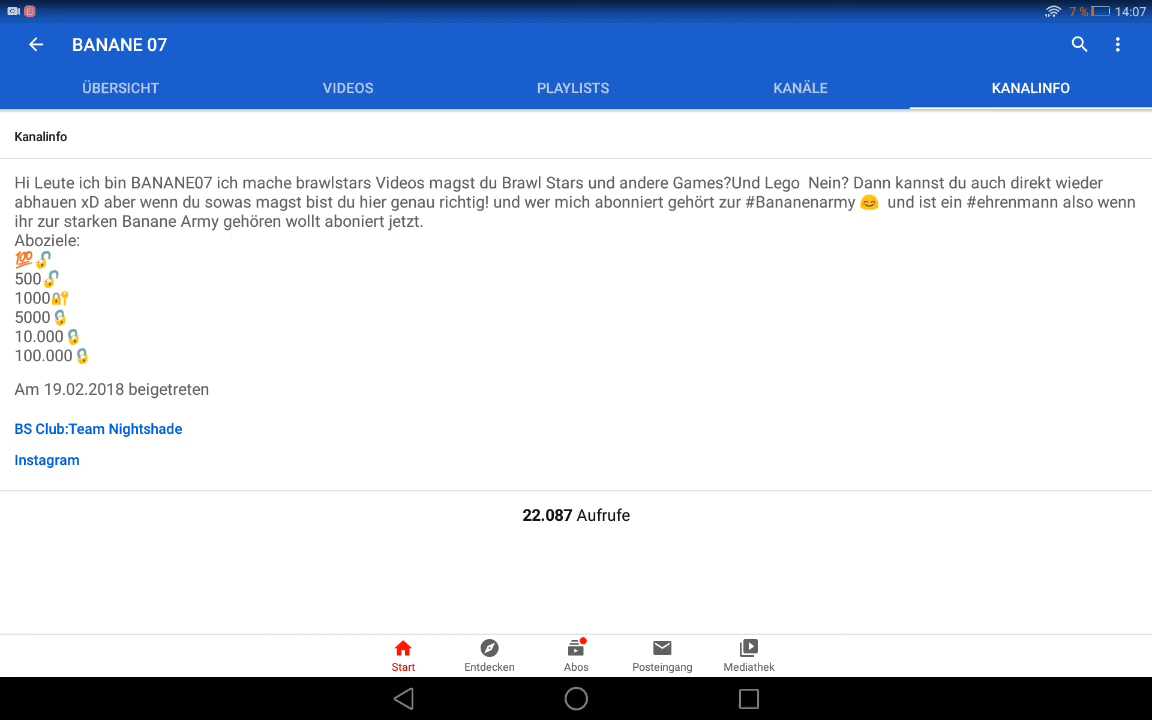 7 % 14:07
BANANE 07
ÜBERSICHT VIDEOS PLAYLISTS KANÄLE KANALINFO
Kanalinfo
Hi Leute ich bin BANANE07 ich mache brawlstars Videos magst du Brawl Stars und andere Games?Und Lego  Nein? Dann kannst du auch direkt wieder
abhauen xD aber wenn du sowas magst bist du hier genau richtig! und wer mich abonniert gehört zur #Bananenarmy 😊  und ist ein #ehrenmann also wenn
ihr zur starken Banane Army gehören wollt aboniert jetzt.
Aboziele:
💯🔓
500🔓
1000🔐
5000🔒
10.000🔒
100.000🔒
Am 19.02.2018 beigetreten
BS Club:Team Nightshade
Instagram
22.087 Aufrufe
Start Entdecken Abos Posteingang Mediathek